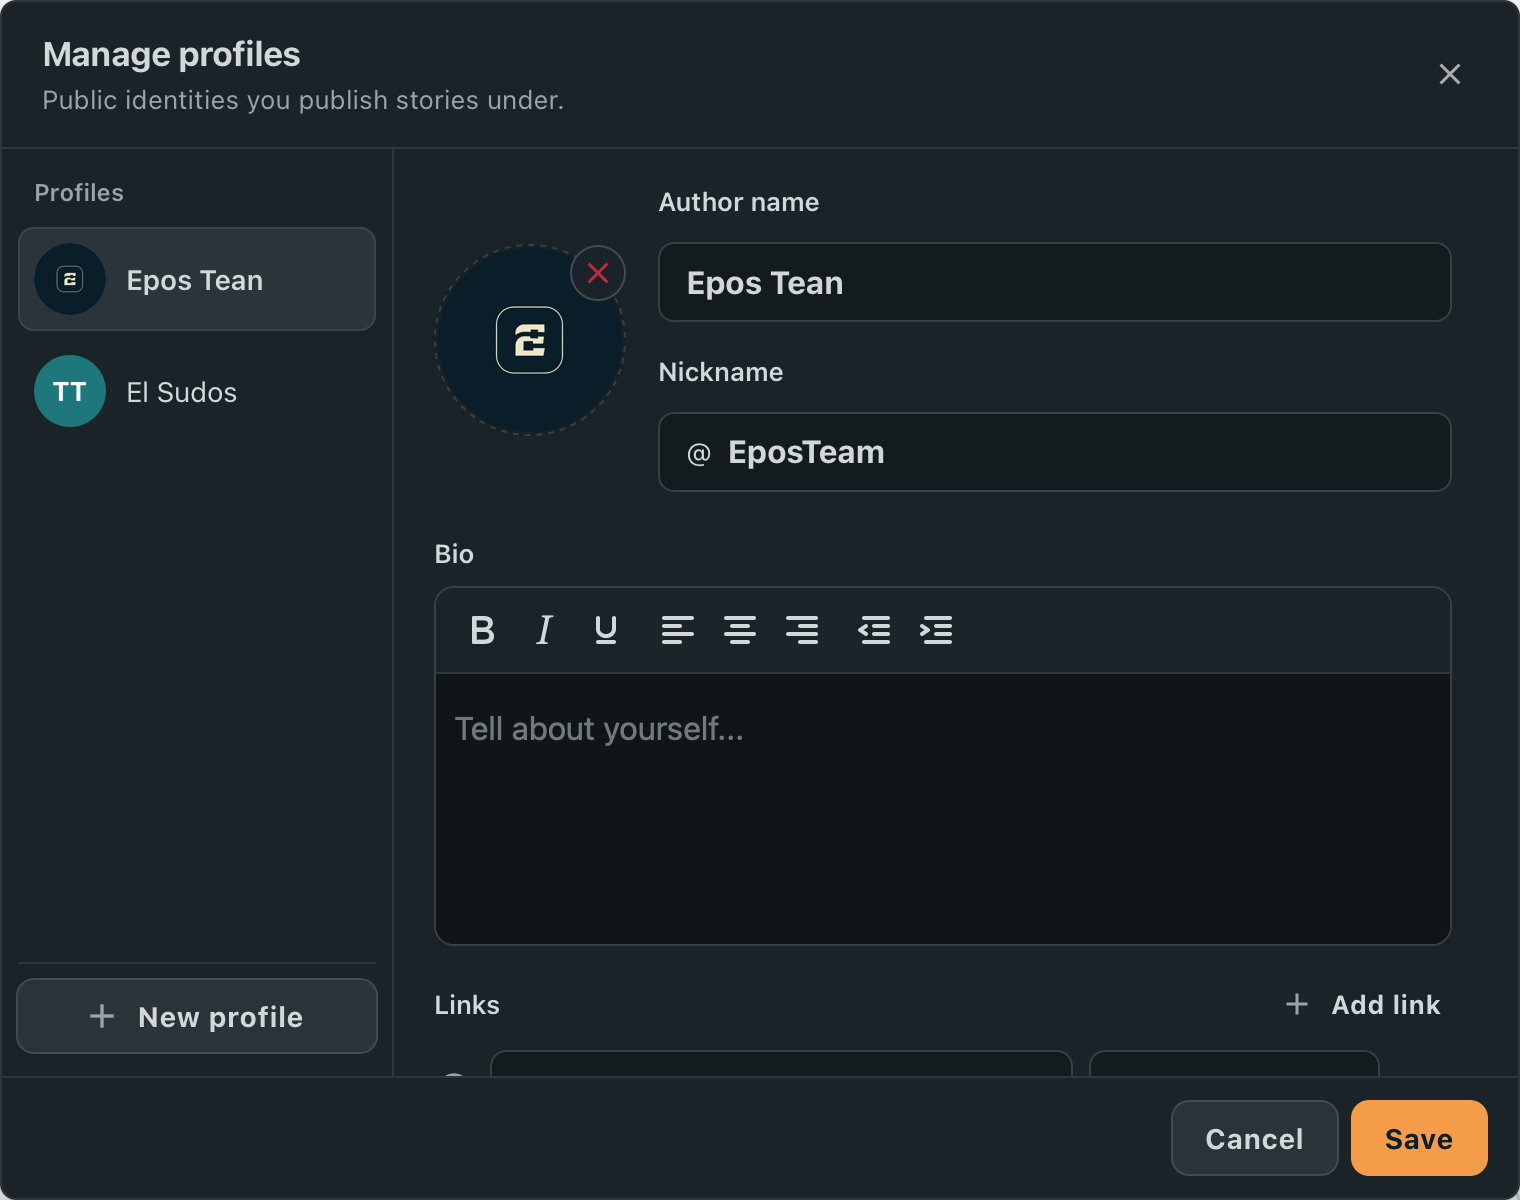 Manage profiles
Public identities you publish stories under.
Profiles
Epos Tean
TT
El Sudos
New profile
Author name
Epos Tean
Nickname
@ EposTeam
Bio
B I U
Tell about yourself...
Links
Add link
Cancel
Save